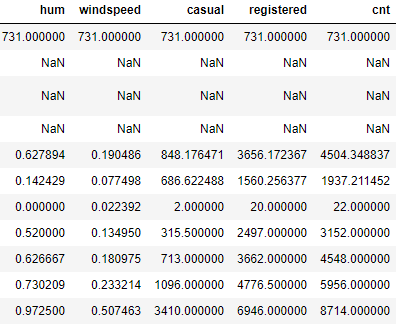 hum windspeed casual registered cnt
731.000000 731.000000 731.000000 731.000000 731.000000
NaN NaN NaN NaN NaN
NaN NaN NaN NaN NaN
NaN NaN NaN NaN NaN
0.627894 0.190486 848.176471 3656.172367 4504.348837
0.142429 0.077498 686.622488 1560.256377 1937.211452
0.000000 0.022392 2.000000 20.000000 22.000000
0.520000 0.134950 315.500000 2497.000000 3152.000000
0.626667 0.180975 713.000000 3662.000000 4548.000000
0.730209 0.233214 1096.000000 4776.500000 5956.000000
0.972500 0.507463 3410.000000 6946.000000 8714.000000